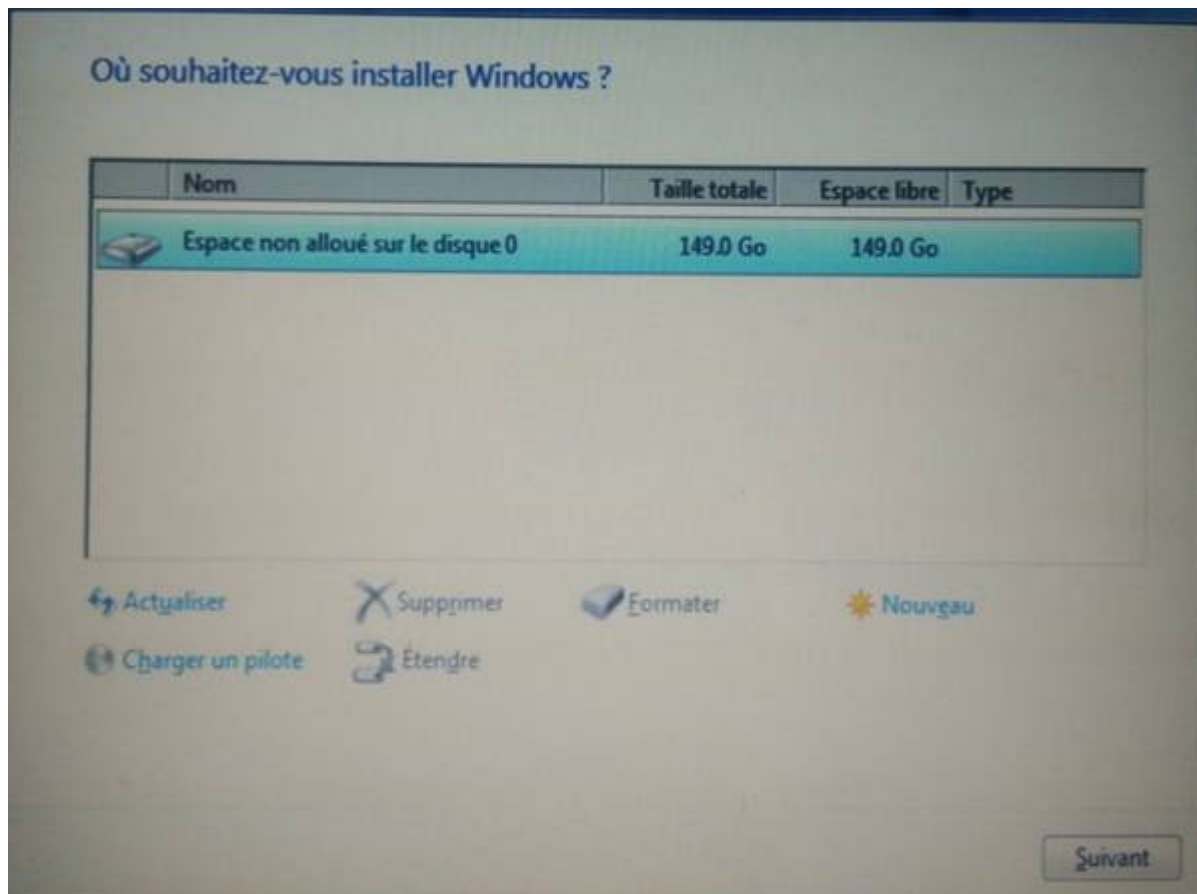 Où souhaitez-vous installer Windows ?
Nom Taille totale Espace libre Type
Espace non alloué sur le disque 0 149.0 Go 149.0 Go
Actualiser Supprimer Formater Nouveau
Charger un pilote Étendre
Suivant